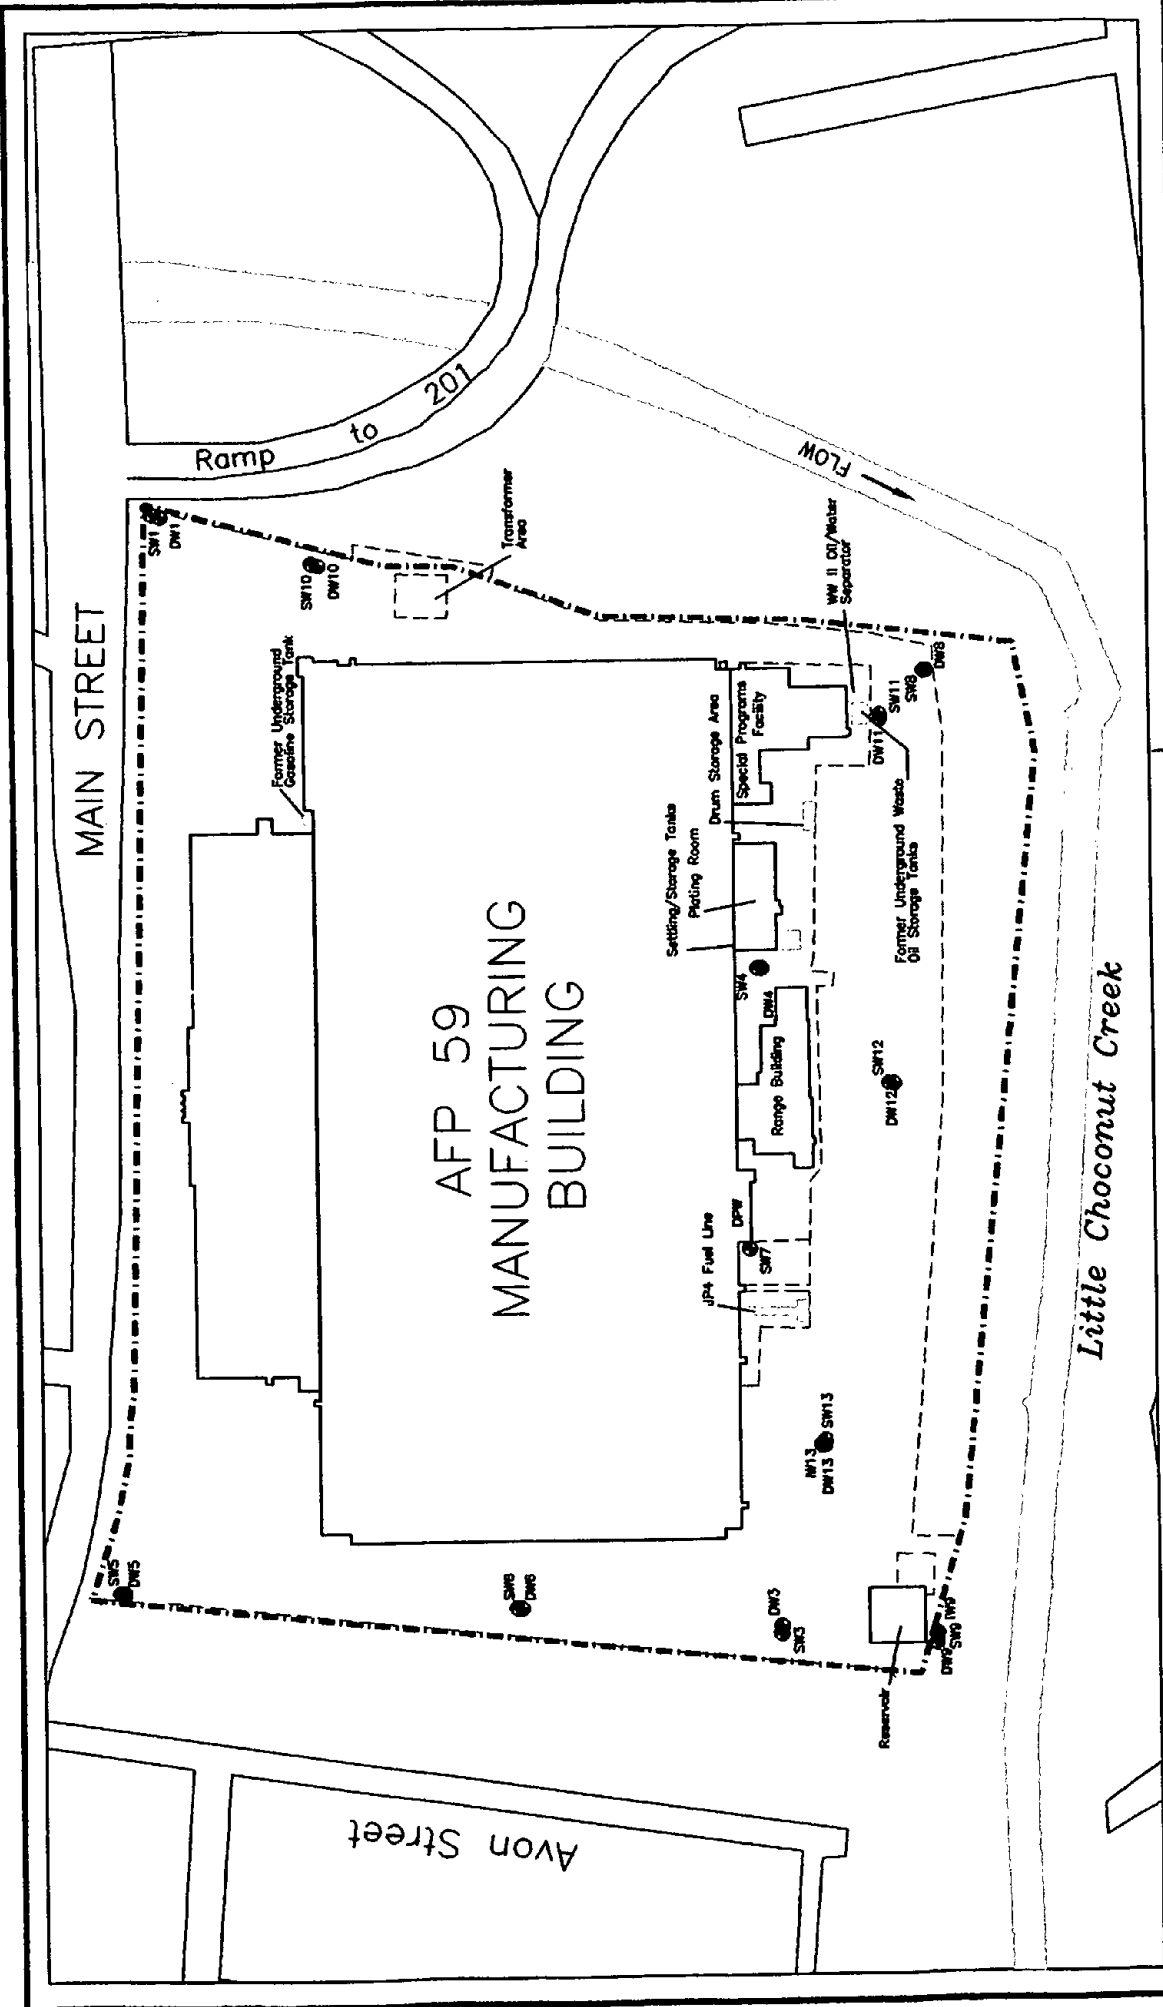 MAIN STREET
Ramp
to
201
SW1
DW1
SW10
DW10
Transformer
Area
Former Underground
Gasoline Storage Tank
FLOW
WW II Oil/Water
Separator
DW8
SW8
SW11
DW11
Special Programs
Facility
Drum Storage Area
Settling/Storage Tanks
Plating Room
Former Underground Waste
Oil Storage Tanks
AFP 59
MANUFACTURING
BUILDING
SW4
DW4
Range Building
SW12
DW12
DPW
SW7
JP4 Fuel Line
Little Choconut Creek
SW13
DW13
SW5
DW5
SW6
DW6
DW3
SW3
Reservoir
SW9
DW9
Avon Street